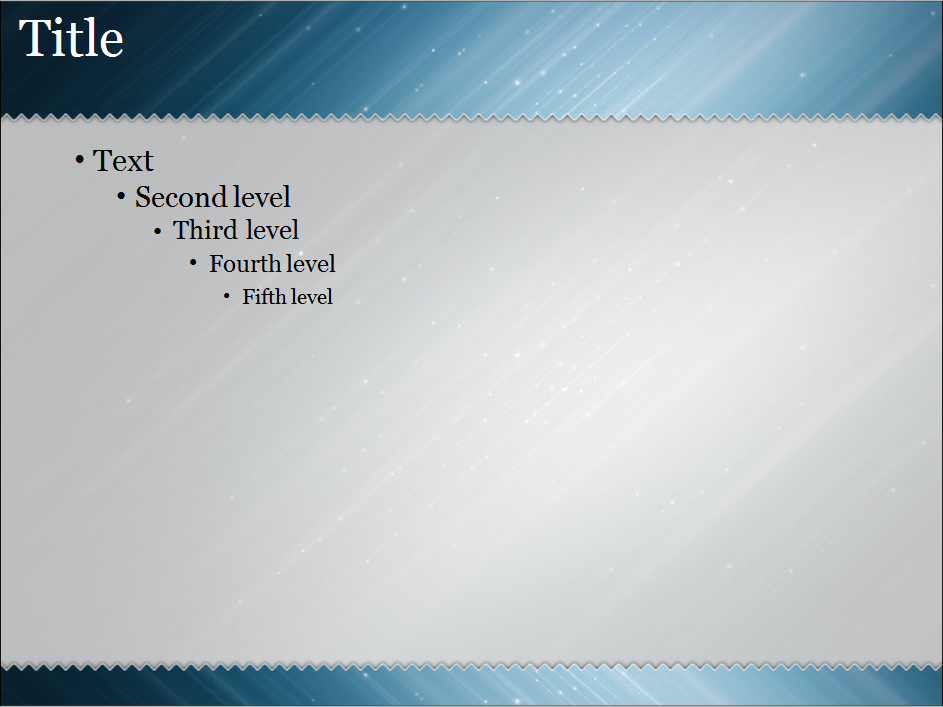 Title
• Text
• Second level
• Third level
• Fourth level
• Fifth level